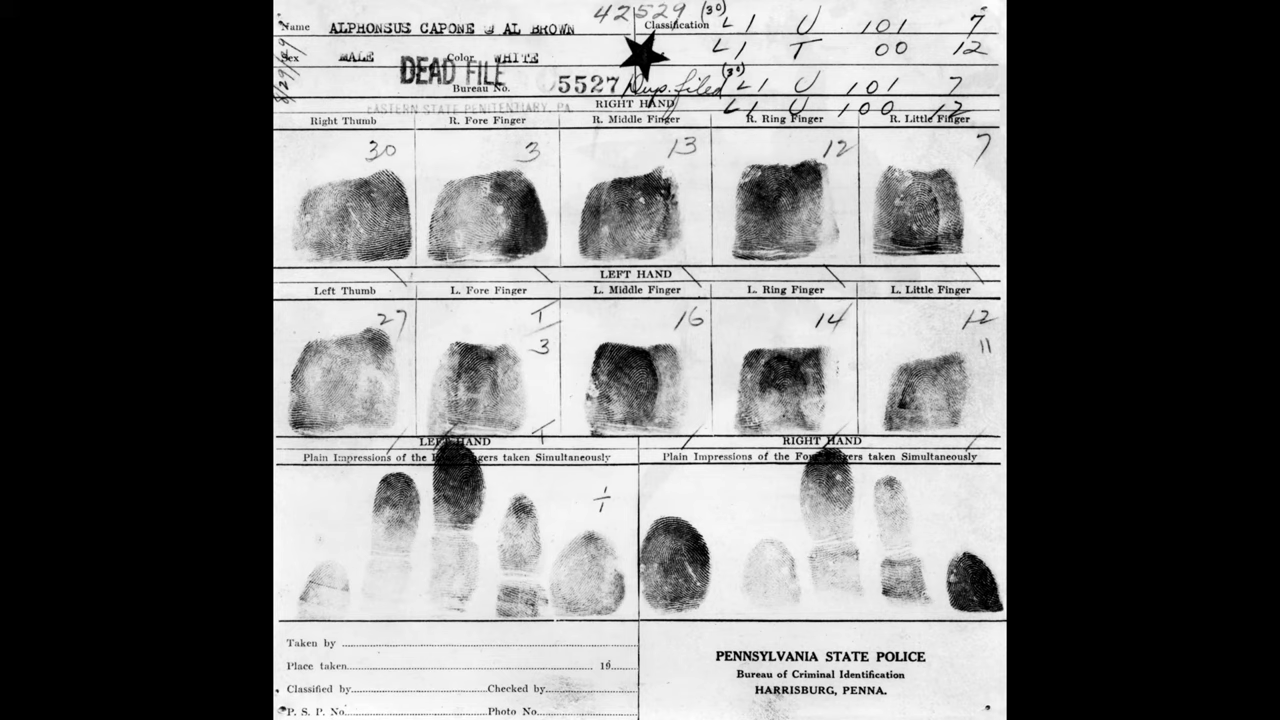 42529 (30)
Name ALPHONSUS CAPONE @ AL BROWN Classification L 1 U 101 7
Sex MALE Color WHITE L 1 T 00 12
8/29/29
DEAD FILE
Bureau No. 5527 Dup. filed (30) L 1 U 101 7
EASTERN STATE PENITENTIARY, PA. L 1 U 100 12
RIGHT HAND
Right Thumb R. Fore Finger R. Middle Finger R. Ring Finger R. Little Finger
30 3 13 12 7
LEFT HAND
Left Thumb L. Fore Finger L. Middle Finger L. Ring Finger L. Little Finger
27 T 16 14 12
3 11
T
LEFT HAND RIGHT HAND
Plain Impressions of the Four Fingers taken Simultaneously Plain Impressions of the Four Fingers taken Simultaneously
1
1
Taken by
Place taken 19
Classified by Checked by
P. S. P. No. Photo No.
PENNSYLVANIA STATE POLICE
Bureau of Criminal Identification
HARRISBURG, PENNA.